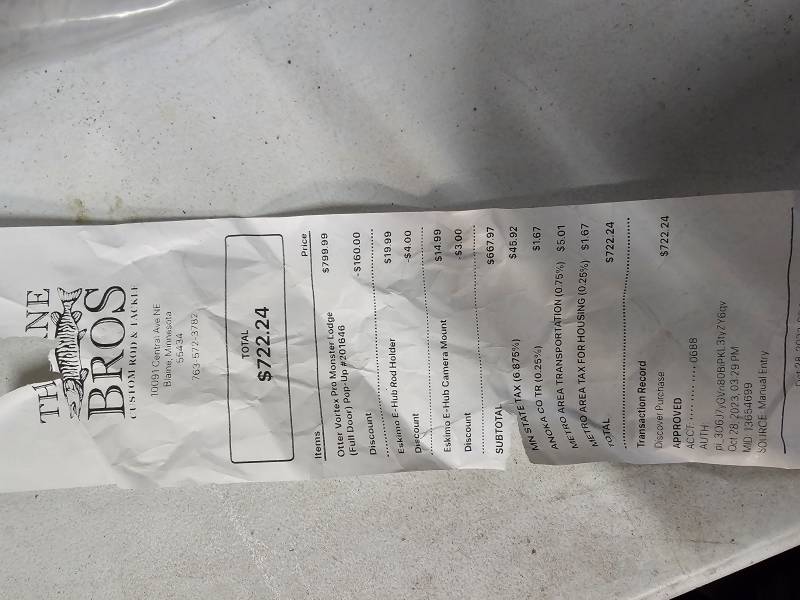 TH NE
BROS
CUSTOM ROD & TACKLE
10091 Central Ave NE
Blaine, Minnesota
55434
763-572-3782
TOTAL
$722.24
Items Price
Otter Vortex Pro Monster Lodge $799.99
(Full Door) Pop-Up #201646
Discount -$160.00
Eskimo E-Hub Rod Holder $19.99
Discount -$4.00
Eskimo E-Hub Camera Mount $14.99
Discount -$3.00
SUBTOTAL $667.97
MN STATE TAX (6.875%) $45.92
ANOKA CO TR (0.25%) $1.67
METRO AREA TRANSPORTATION (0.75%) $5.01
METRO AREA TAX FOR HOUSING (0.25%) $1.67
TOTAL $722.24
Transaction Record
Discover Purchase $722.24
APPROVED
ACCT: 0688
AUTH:
Oct 28, 2023, 03:29 PM
MID 13654699
SOURCE Manual Entry